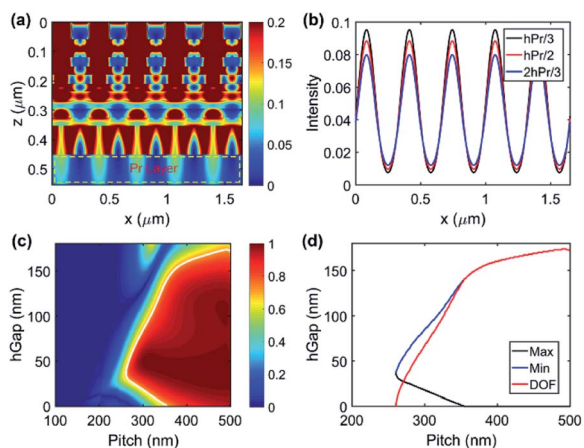 (a)
0
0.1
0.2
0.3
0.4
0.5
z (μm)
Pr Layer
0
0.5
1
1.5
x (μm)
0.2
0.15
0.1
0.05
0
(b)
0.1
0.08
0.06
0.04
0.02
0
Intensity
hPr/3
hPr/2
2hPr/3
0
0.5
1
1.5
x (μm)
(c)
150
100
50
0
hGap (nm)
100
200
300
400
500
Pitch (nm)
1
0.8
0.6
0.4
0.2
0
(d)
150
100
50
0
hGap (nm)
Max
Min
DOF
200
300
400
500
Pitch (nm)